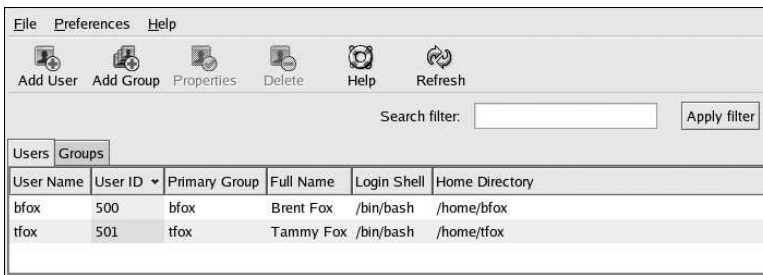 File Preferences Help
Add User Add Group Properties Delete Help Refresh
Search filter: Apply filter
Users Groups
User Name User ID Primary Group Full Name Login Shell Home Directory
bfox 500 bfox Brent Fox /bin/bash /home/bfox
tfox 501 tfox Tammy Fox /bin/bash /home/tfox